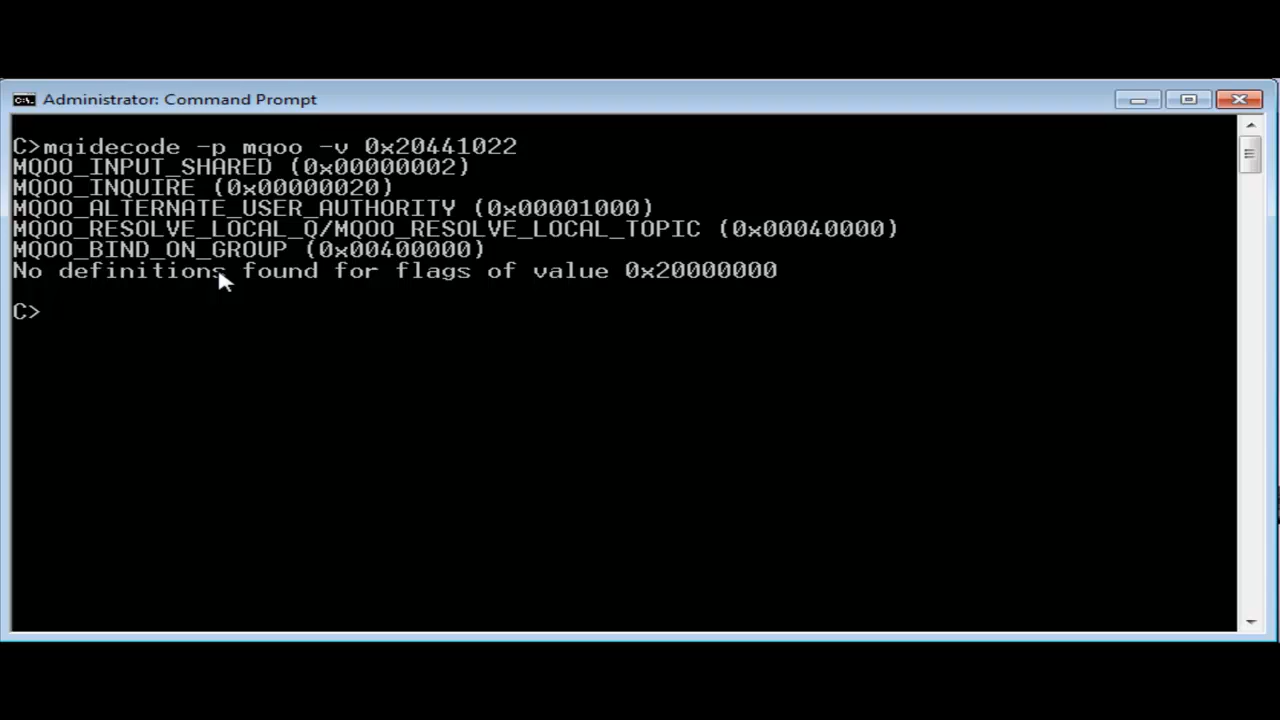 Administrator: Command Prompt
C>mqidecode -p mqoo -v 0x20441022
MQOO_INPUT_SHARED (0x00000002)
MQOO_INQUIRE (0x00000020)
MQOO_ALTERNATE_USER_AUTHORITY (0x00001000)
MQOO_RESOLVE_LOCAL_Q/MQOO_RESOLVE_LOCAL_TOPIC (0x00040000)
MQOO_BIND_ON_GROUP (0x00400000)
No definitions found for flags of value 0x20000000
C>